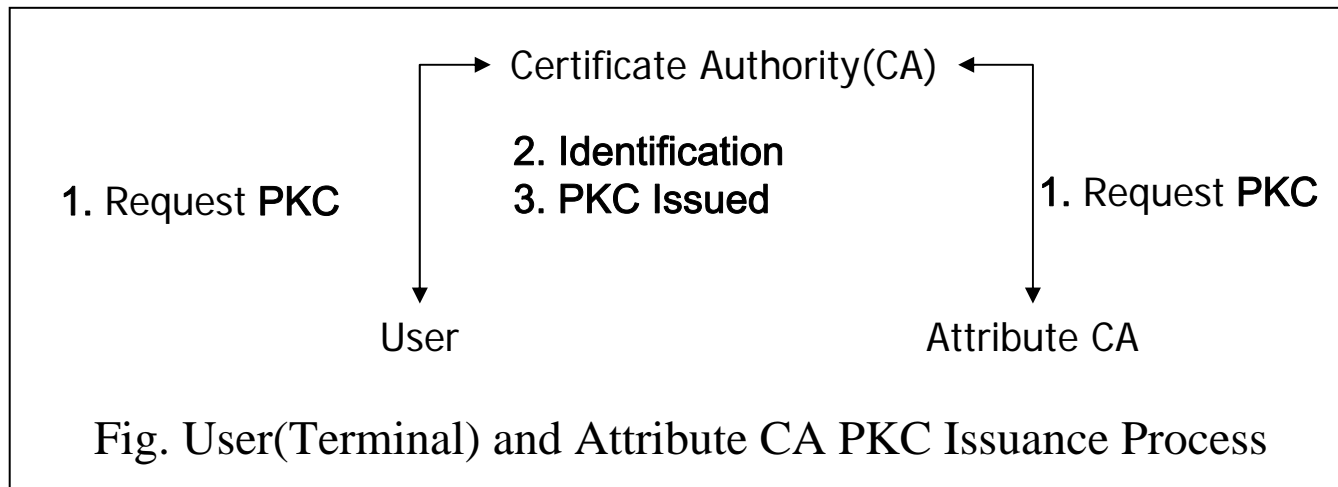 Certificate Authority(CA)
2. Identification
3. PKC Issued
1. Request PKC
1. Request PKC
User
Attribute CA
Fig. User(Terminal) and Attribute CA PKC Issuance Process